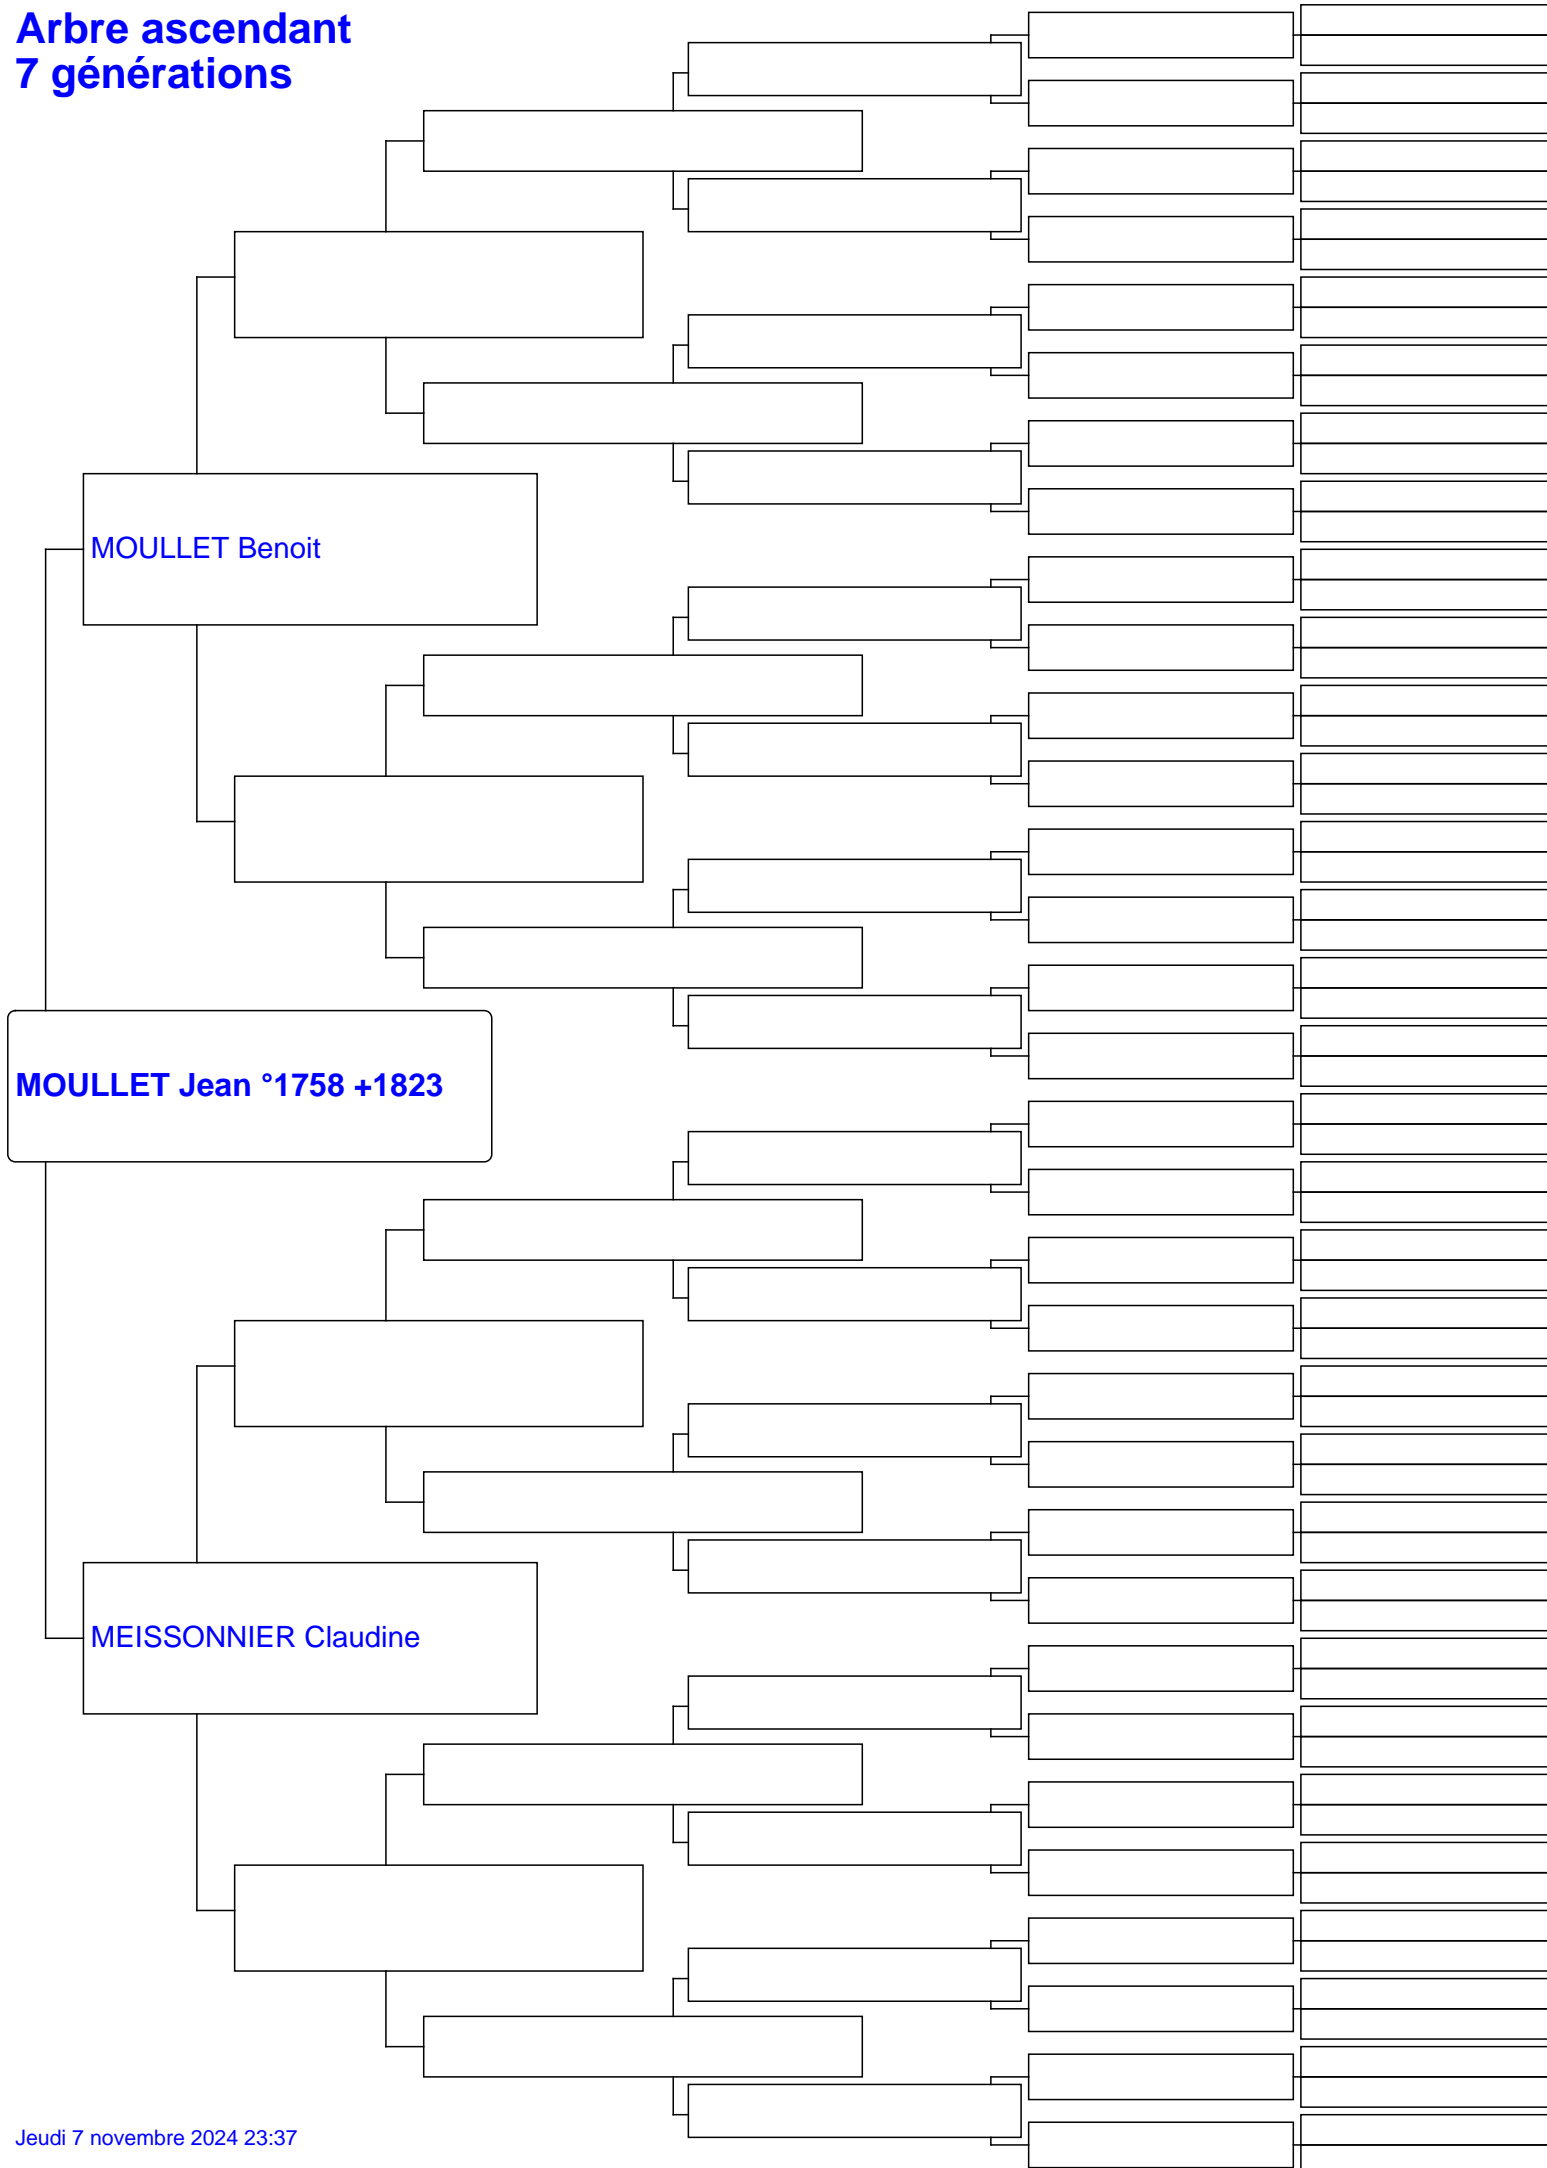 Arbre ascendant
7 générations
MOULLET Benoit
MOULLET Jean °1758 +1823
MEISSONNIER Claudine
Jeudi 7 novembre 2024 23:37